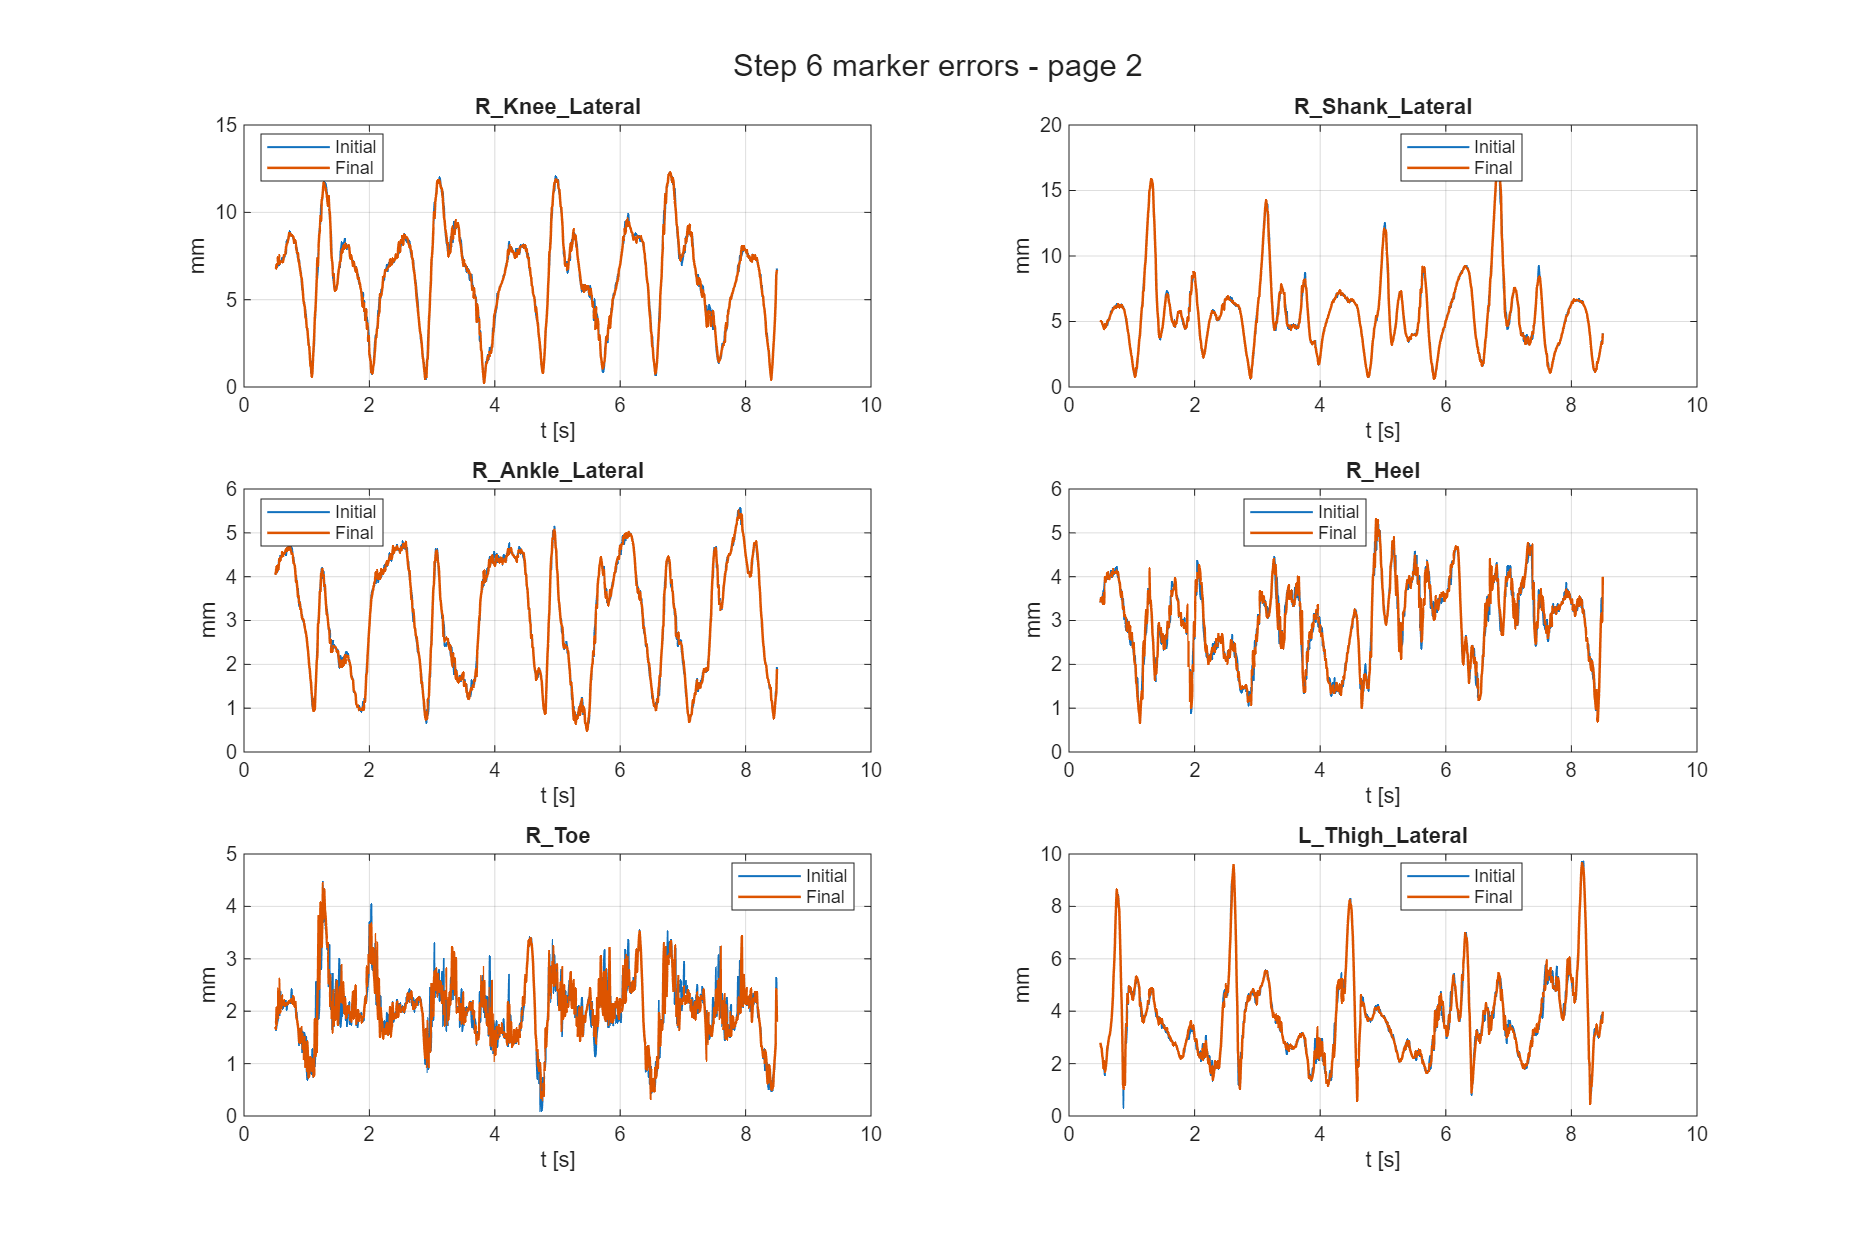 Step 6 marker errors - page 2
R_Knee_Lateral
15
10
5
0
mm
Initial
Final
0 2 4 6 8 10
t [s]
R_Shank_Lateral
20
15
10
5
0
mm
Initial
Final
0 2 4 6 8 10
t [s]
R_Ankle_Lateral
6
5
4
3
2
1
0
mm
Initial
Final
0 2 4 6 8 10
t [s]
R_Heel
6
5
4
3
2
1
0
mm
Initial
Final
0 2 4 6 8 10
t [s]
R_Toe
5
4
3
2
1
0
mm
Initial
Final
0 2 4 6 8 10
t [s]
L_Thigh_Lateral
10
8
6
4
2
0
mm
Initial
Final
0 2 4 6 8 10
t [s]